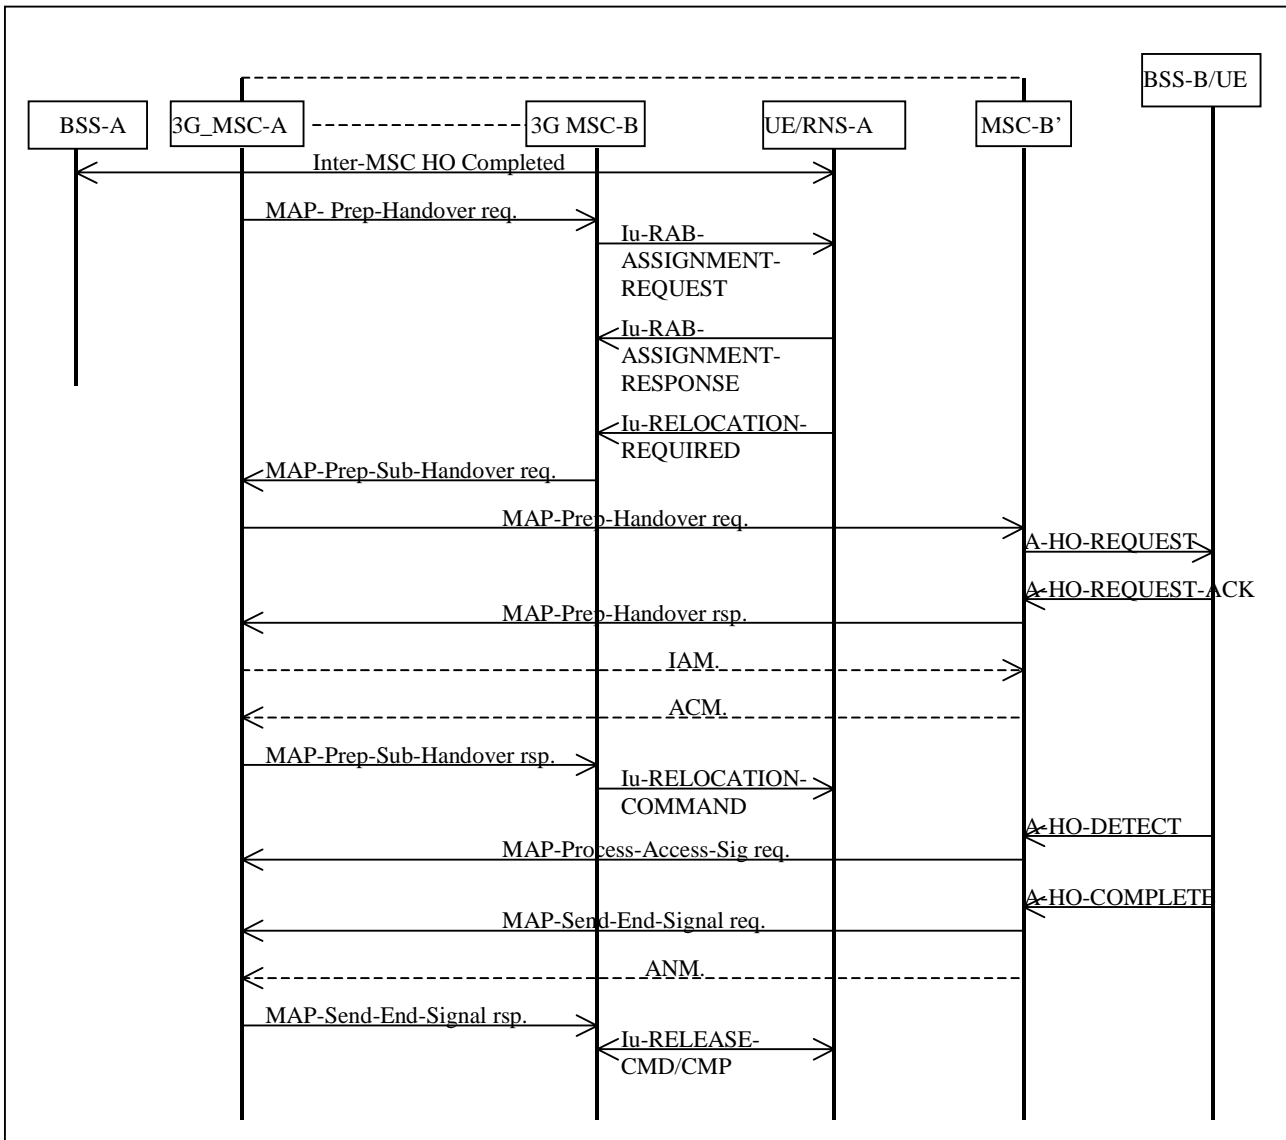 BSS-B/UE
BSS-A
3G_MSC-A
3G MSC-B
UE/RNS-A
MSC-B’
Inter-MSC HO Completed
MAP- Prep-Handover req.
Iu-RAB-
ASSIGNMENT-
REQUEST
Iu-RAB-
ASSIGNMENT-
RESPONSE
Iu-RELOCATION-
REQUIRED
MAP-Prep-Sub-Handover req.
MAP-Prep-Handover req.
A-HO-REQUEST
A-HO-REQUEST-ACK
MAP-Prep-Handover rsp.
IAM.
ACM.
MAP-Prep-Sub-Handover rsp.
Iu-RELOCATION-
COMMAND
A-HO-DETECT
MAP-Process-Access-Sig req.
A-HO-COMPLETE
MAP-Send-End-Signal req.
ANM.
MAP-Send-End-Signal rsp.
Iu-RELEASE-
CMD/CMP